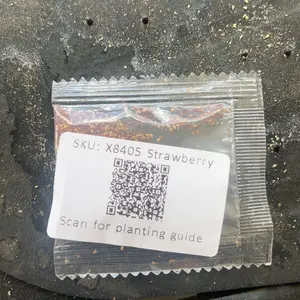 SKU: X8405 Strawberry
Scan for planting guide